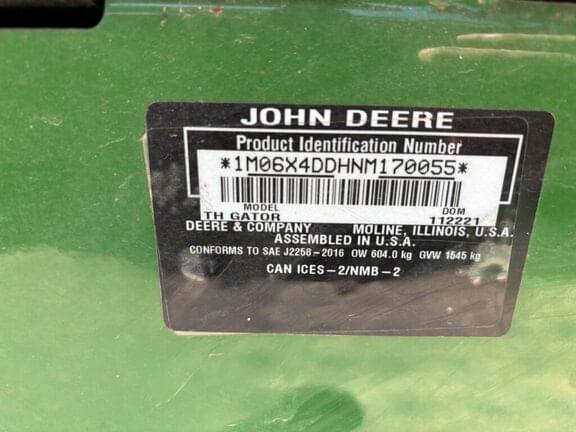 JOHN DEERE
Product Identification Number
*1M06X4DDHNM170055*
MODEL DOM
TH GATOR 112221
DEERE & COMPANY MOLINE, ILLINOIS, U.S.A.
ASSEMBLED IN U.S.A.
CONFORMS TO SAE J2258-2016 OW 604.0 kg GVW 1545 kg
CAN ICES-2/NMB-2